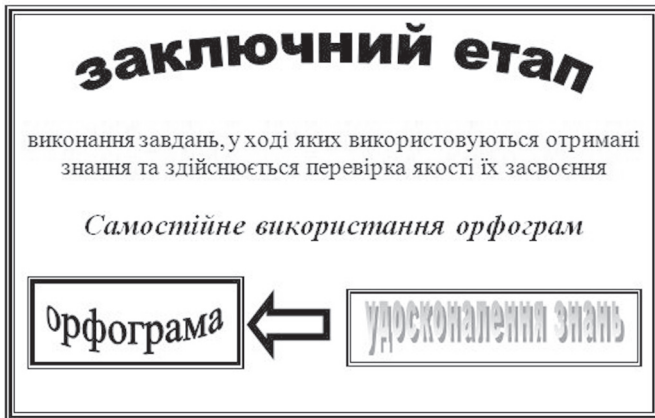 заключний етап
виконання завдань, у ході яких використовуються отримані
знання та здійснюється перевірка якості їх засвоєння
Самостійне використання орфограм
орфограма
удосконалення знань